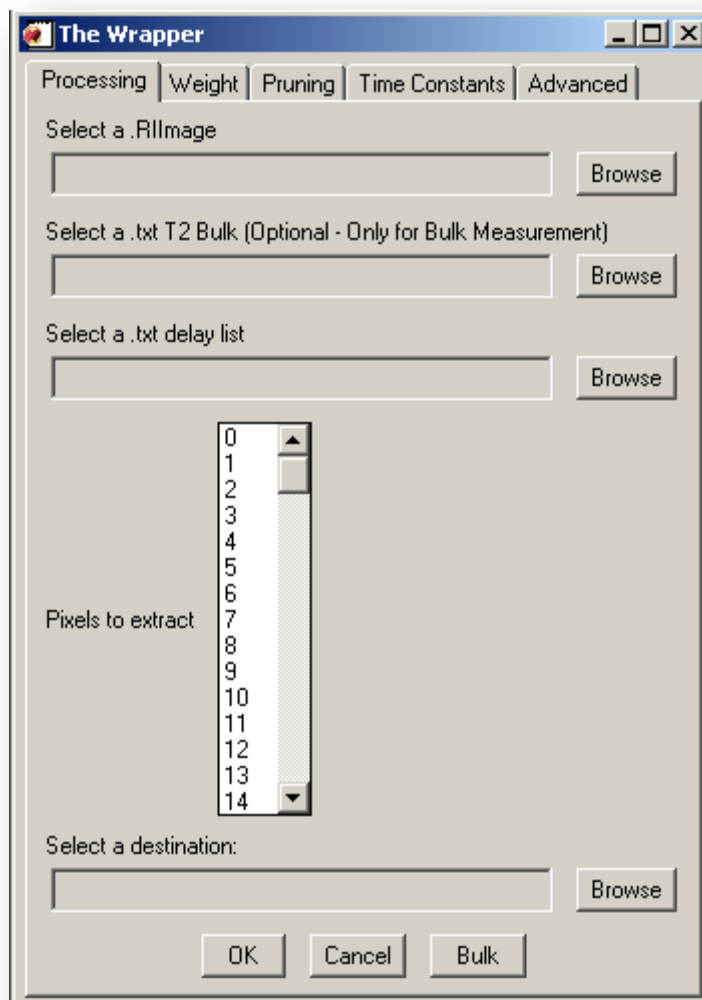 The Wrapper
Processing Weight Pruning Time Constants Advanced
Select a .RIImage
Browse
Select a .txt T2 Bulk (Optional - Only for Bulk Measurement)
Browse
Select a .txt delay list
Browse
Pixels to extract
0
1
2
3
4
5
6
7
8
9
10
11
12
13
14
Select a destination:
Browse
OK Cancel Bulk